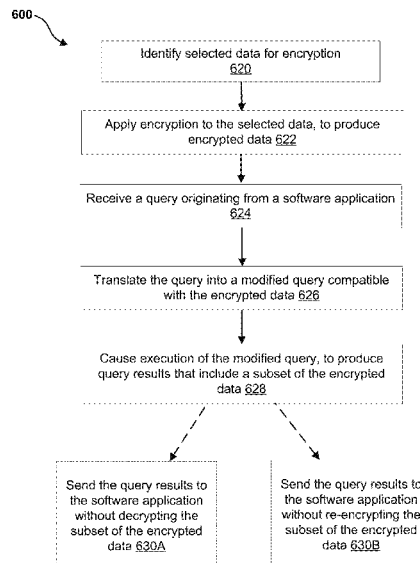 600
Identify selected data for encryption
620
Apply encryption to the selected data, to produce
encrypted data 622
Receive a query originating from a software application
624
Translate the query into a modified query compatible
with the encrypted data 626
Cause execution of the modified query, to produce
query results that include a subset of the encrypted
data 628
Send the query results to
the software application
without decrypting the
subset of the encrypted
data 630A
Send the query results to
the software application
without re-encrypting the
subset of the encrypted
data 630B